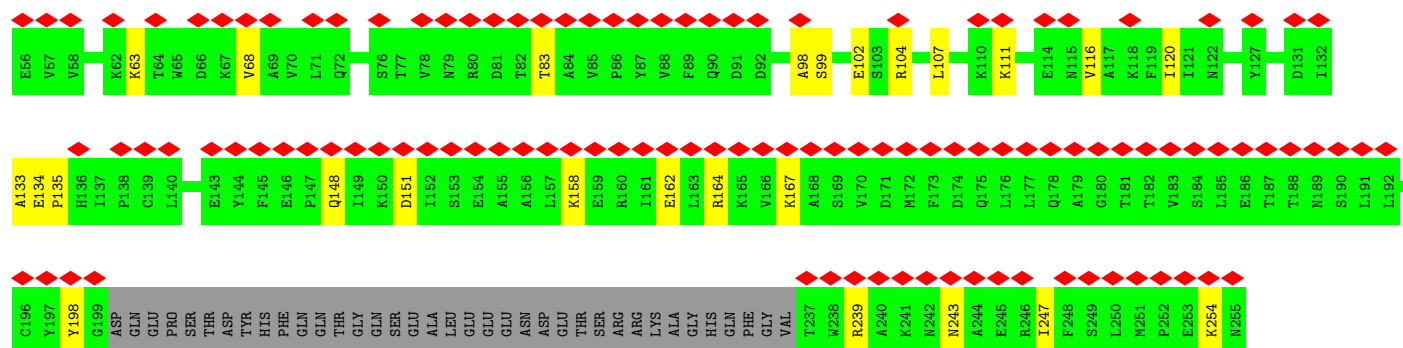 E56 V57 V58 K62 K63 T64 W65 D66 K67 V68 A69 V70 L71 Q72 S76 T77 V78 N79 R80 D81 T82 T83 A84 V85 P86 Y87 V88 F89 Q90 D91 D92 A98 S99 E102 S103 R104 L107 K110 K111 E114 N115 V116 A117 K118 F119 I120 I121 N122 Y127 D131 I132
A133 E134 P135 H136 I137 P138 C139 L140 E143 Y144 F145 E146 P147 Q148 I149 K150 D151 I152 S153 E154 A155 A156 L157 K158 E159 R160 I161 E162 L163 R164 K165 V166 K167 A168 S169 V170 D171 M172 F173 D174 Q175 L176 L177 Q178 A179 G180 T181 T182 V183 S184 L185 E186 T187 T188 N189 S190 L191 L192
C196 Y197 Y198 G199 ASP GLN GLU PRO SER THR ASP TYR HIS PHE GLN GLN THR GLY GLN SER GLU ALA LEU GLU GLU GLU ASN ASP GLU THR SER ARG ARG LYS ALA GLY HIS GLN PHE GLY VAL T237 W238 R239 A240 K241 N242 N243 A244 E245 R246 I247 F248 S249 L250 M251 P252 E253 K254 N255